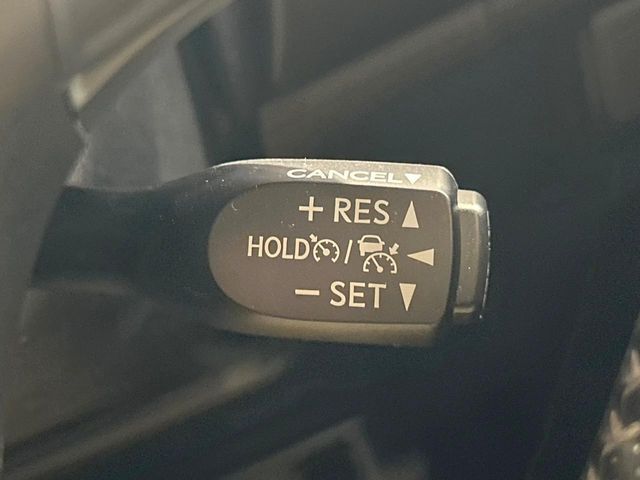 CANCEL▼
+ RES ▲
HOLD / ◀
− SET ▼